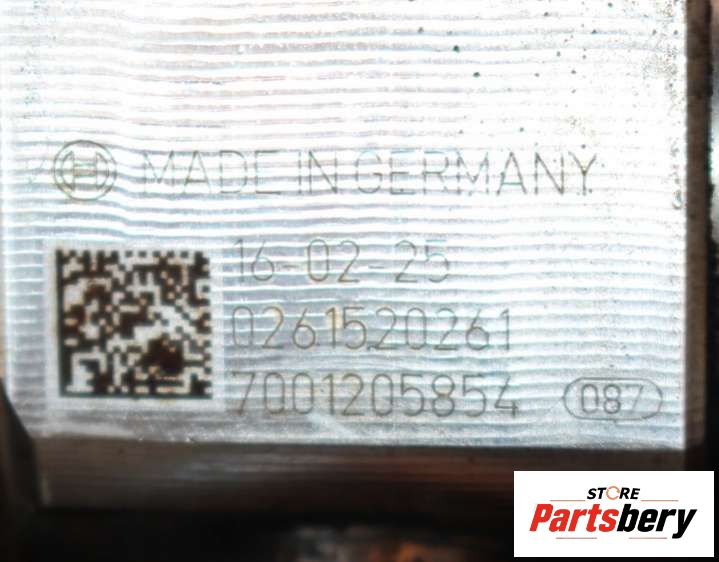 MADE IN GERMANY
16-02-25
0261520261
7001205854 087
STORE
Partsbery